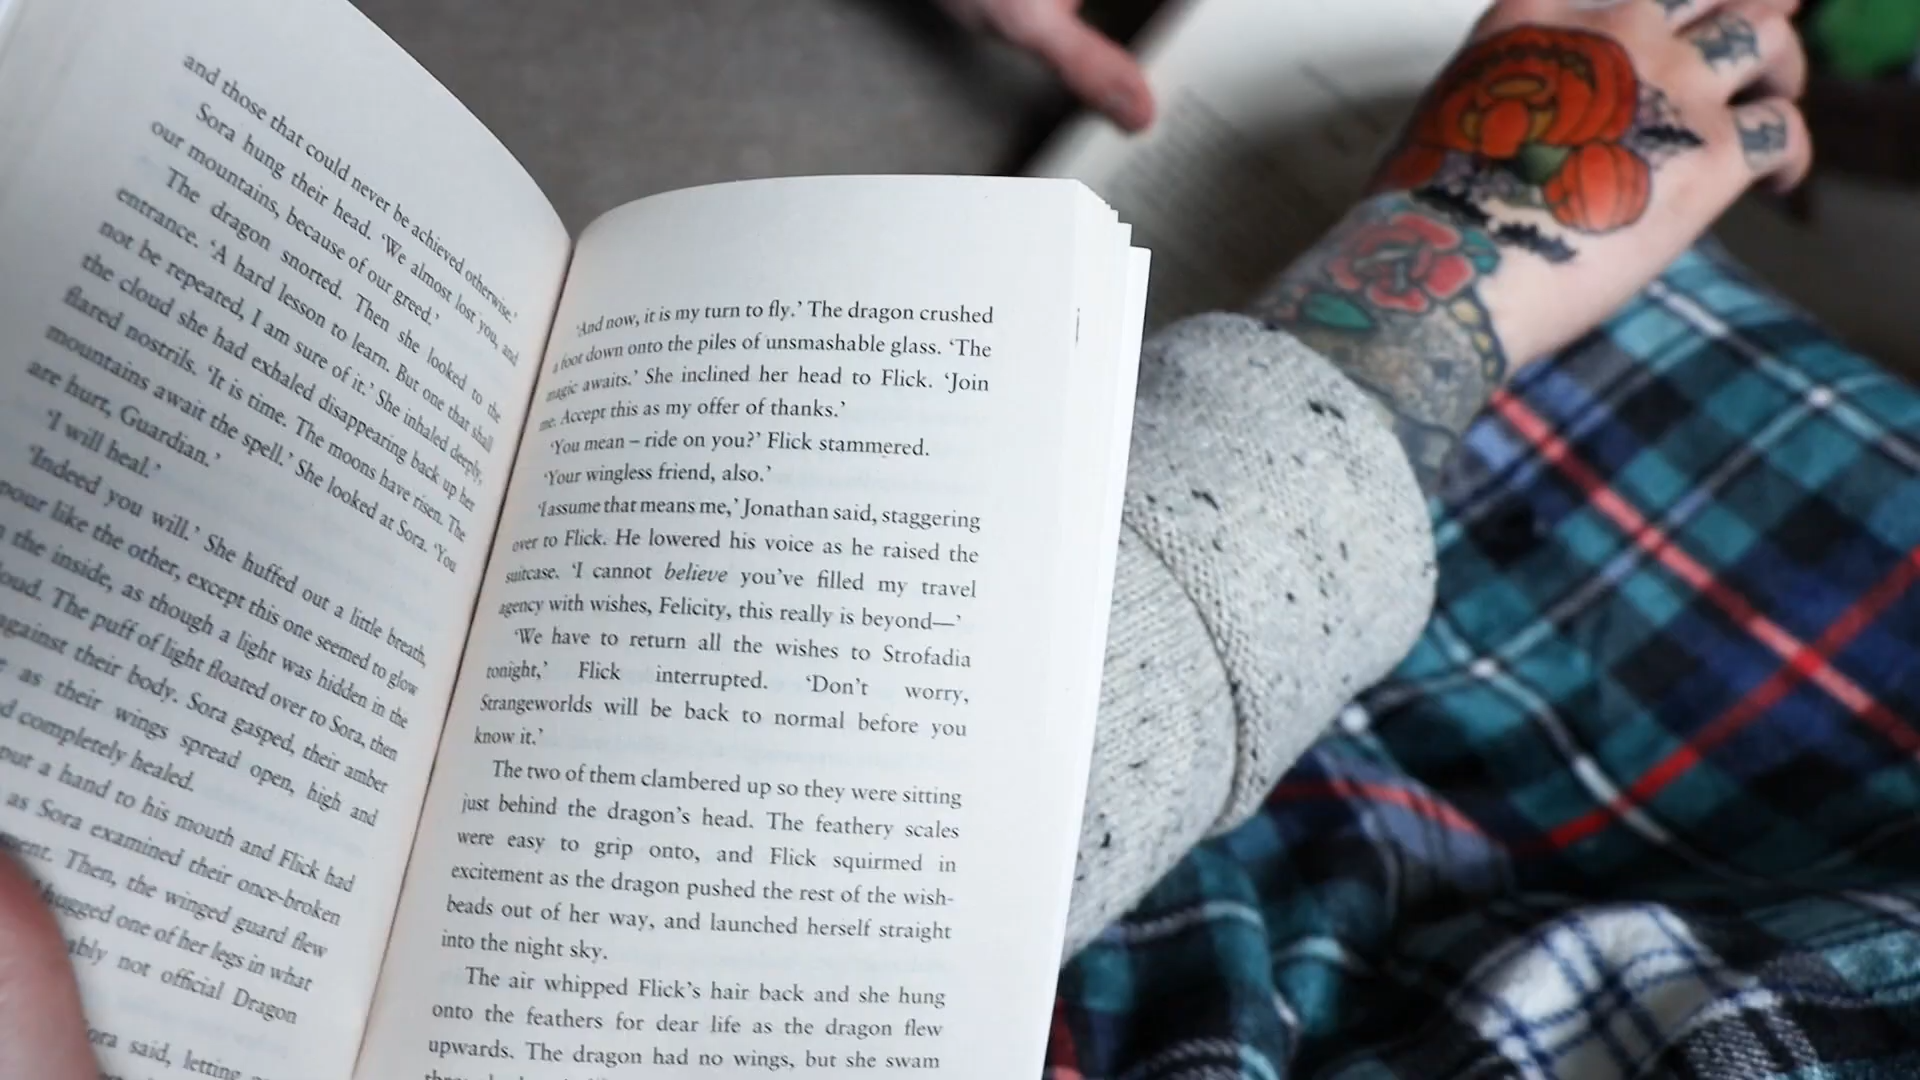 and those that could never be achieved otherwise.'
Sora hung their head. 'We almost lost you, and
our mountains, because of our greed.'
The dragon snorted. Then she looked to the
entrance. 'A hard lesson to learn. But one that shall
not be repeated, I am sure of it.' She inhaled deeply,
the cloud she had exhaled disappearing back up her
flared nostrils. 'It is time. The moons have risen. The
mountains await the spell.' She looked at Sora. 'You
are hurt, Guardian.'
'I will heal.'
'Indeed you will.' She huffed out a little breath,
pour like the other, except this one seemed to glow
the inside, as though a light was hidden in the
loud. The puff of light floated over to Sora, then
against their body. Sora gasped, their amber
as their wings spread open, high and
completely healed.
put a hand to his mouth and Flick had
as Sora examined their once-broken
Then, the winged guard flew
hugged one of her legs in what
ably not official Dragon
ora said, letting
'And now, it is my turn to fly.' The dragon crushed
a foot down onto the piles of unsmashable glass. 'The
magic awaits.' She inclined her head to Flick. 'Join
me. Accept this as my offer of thanks.'
'You mean – ride on you?' Flick stammered.
'Your wingless friend, also.'
'I assume that means me,' Jonathan said, staggering
over to Flick. He lowered his voice as he raised the
suitcase. 'I cannot believe you've filled my travel
agency with wishes, Felicity, this really is beyond—'
'We have to return all the wishes to Strofadia
tonight,' Flick interrupted. 'Don't worry,
Strangeworlds will be back to normal before you
know it.'
The two of them clambered up so they were sitting
just behind the dragon's head. The feathery scales
were easy to grip onto, and Flick squirmed in
excitement as the dragon pushed the rest of the wish-
beads out of her way, and launched herself straight
into the night sky.
The air whipped Flick's hair back and she hung
onto the feathers for dear life as the dragon flew
upwards. The dragon had no wings, but she swam